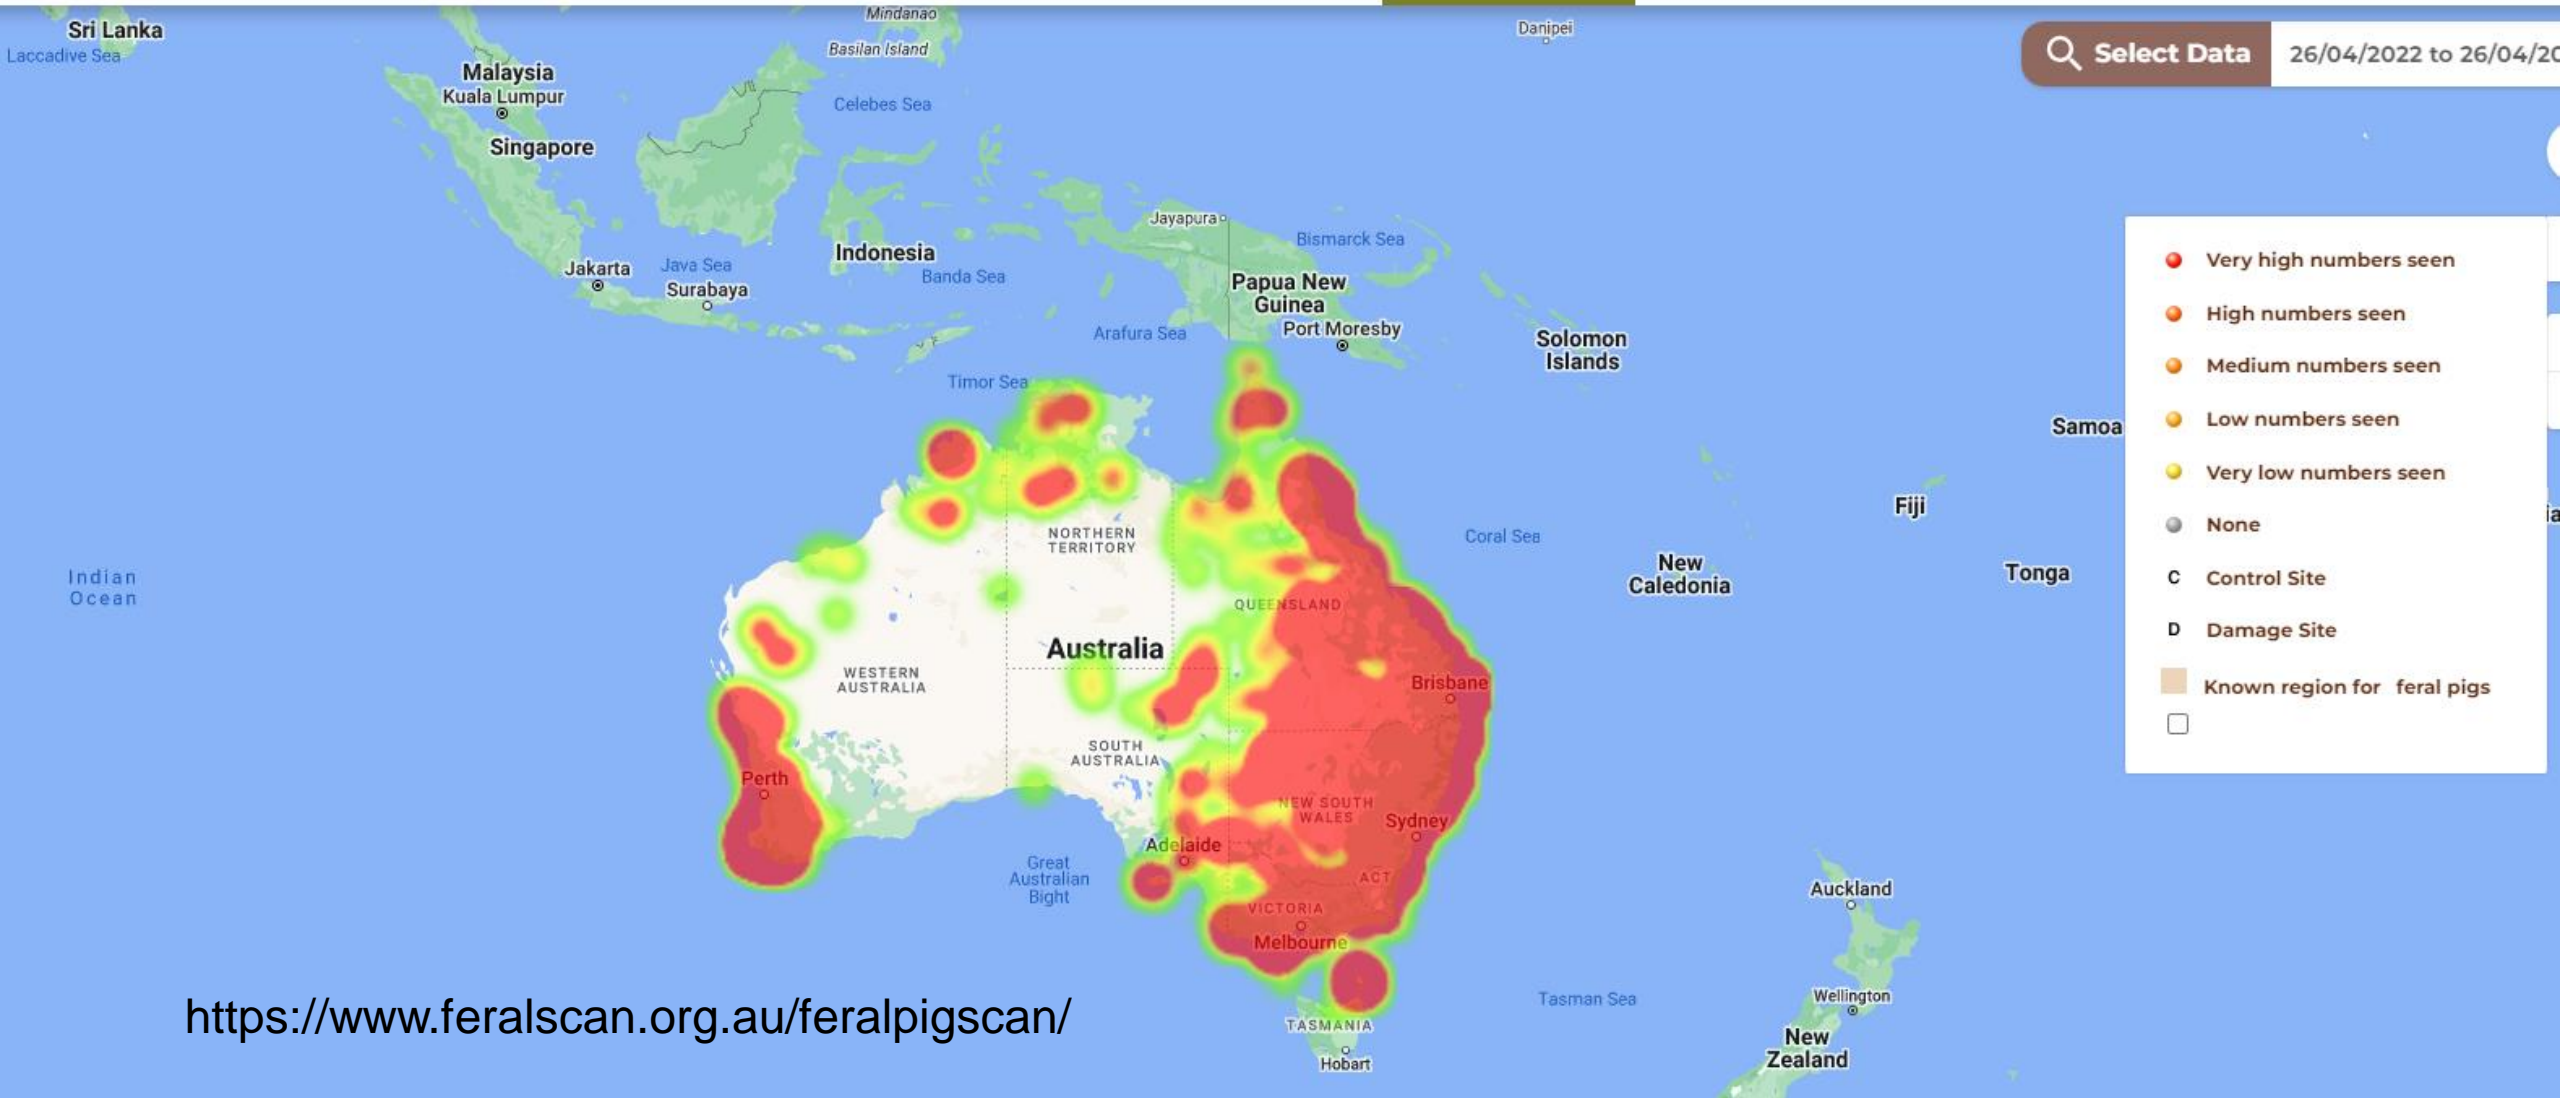 Sri Lanka
Laccadive Sea
Malaysia
Kuala Lumpur
Singapore
Mindanao
Basilan Island
Celebes Sea
Danipei
Select Data
26/04/2022 to 26/04/20
Jayapura
Bismarck Sea
Indonesia
Jakarta
Java Sea
Banda Sea
Surabaya
Papua New
Guinea
Port Moresby
Arafura Sea
Solomon
Islands
Timor Sea
Samoa
Fiji
Coral Sea
NORTHERN
TERRITORY
New
Caledonia
Tonga
Indian
Ocean
QUEENSLAND
Australia
WESTERN
AUSTRALIA
Brisbane
SOUTH
AUSTRALIA
Perth
NEW SOUTH
WALES
Sydney
Adelaide
Great
Australian
Bight
ACT
VICTORIA
Melbourne
Auckland
Tasman Sea
Wellington
TASMANIA
New
Zealand
Hobart
Very high numbers seen
High numbers seen
Medium numbers seen
Low numbers seen
Very low numbers seen
None
C Control Site
D Damage Site
Known region for feral pigs
https://www.feralscan.org.au/feralpigscan/